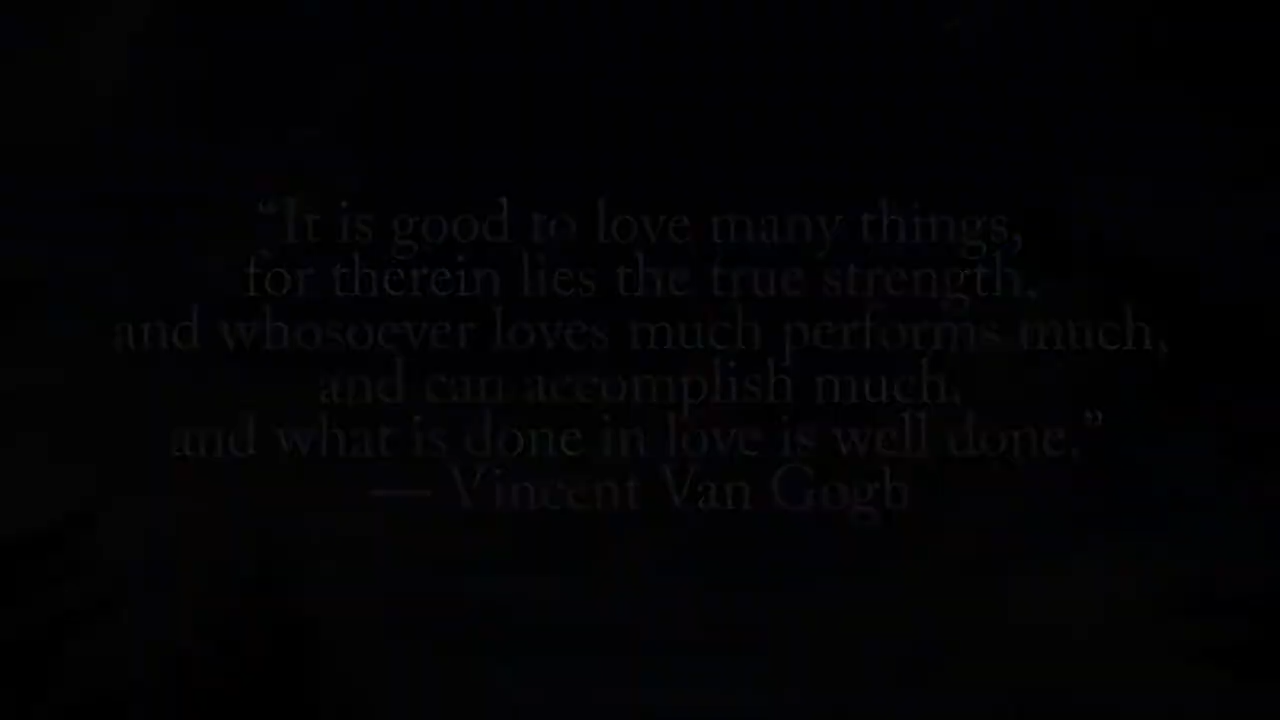 “It is good to love many things,
for therein lies the true strength,
and whosoever loves much performs much,
and can accomplish much,
and what is done in love is well done.”
— Vincent Van Gogh